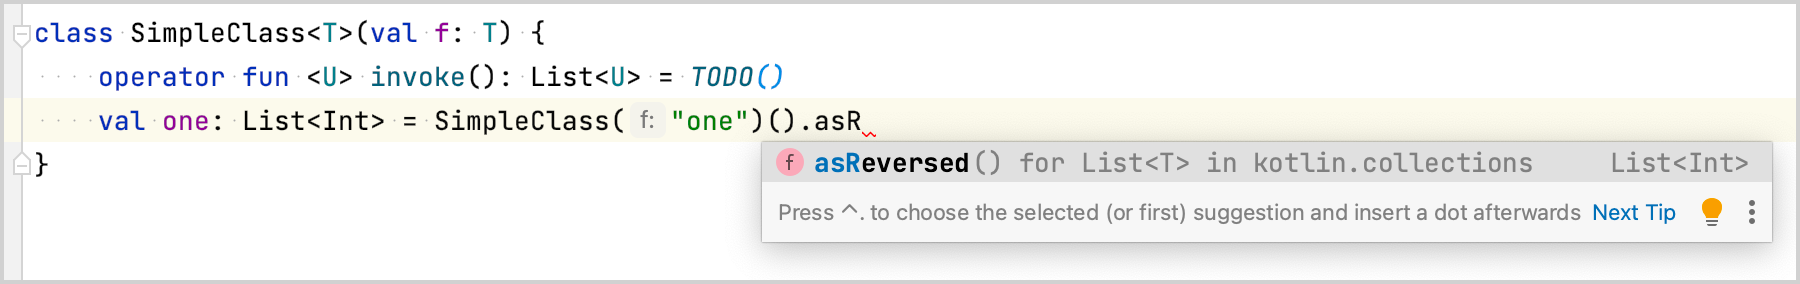 class SimpleClass<T>(val f: T) {
operator fun <U> invoke(): List<U> = TODO()
val one: List<Int> = SimpleClass( f: "one")().asR
}
f asReversed() for List<T> in kotlin.collections List<Int>
Press ^. to choose the selected (or first) suggestion and insert a dot afterwards Next Tip